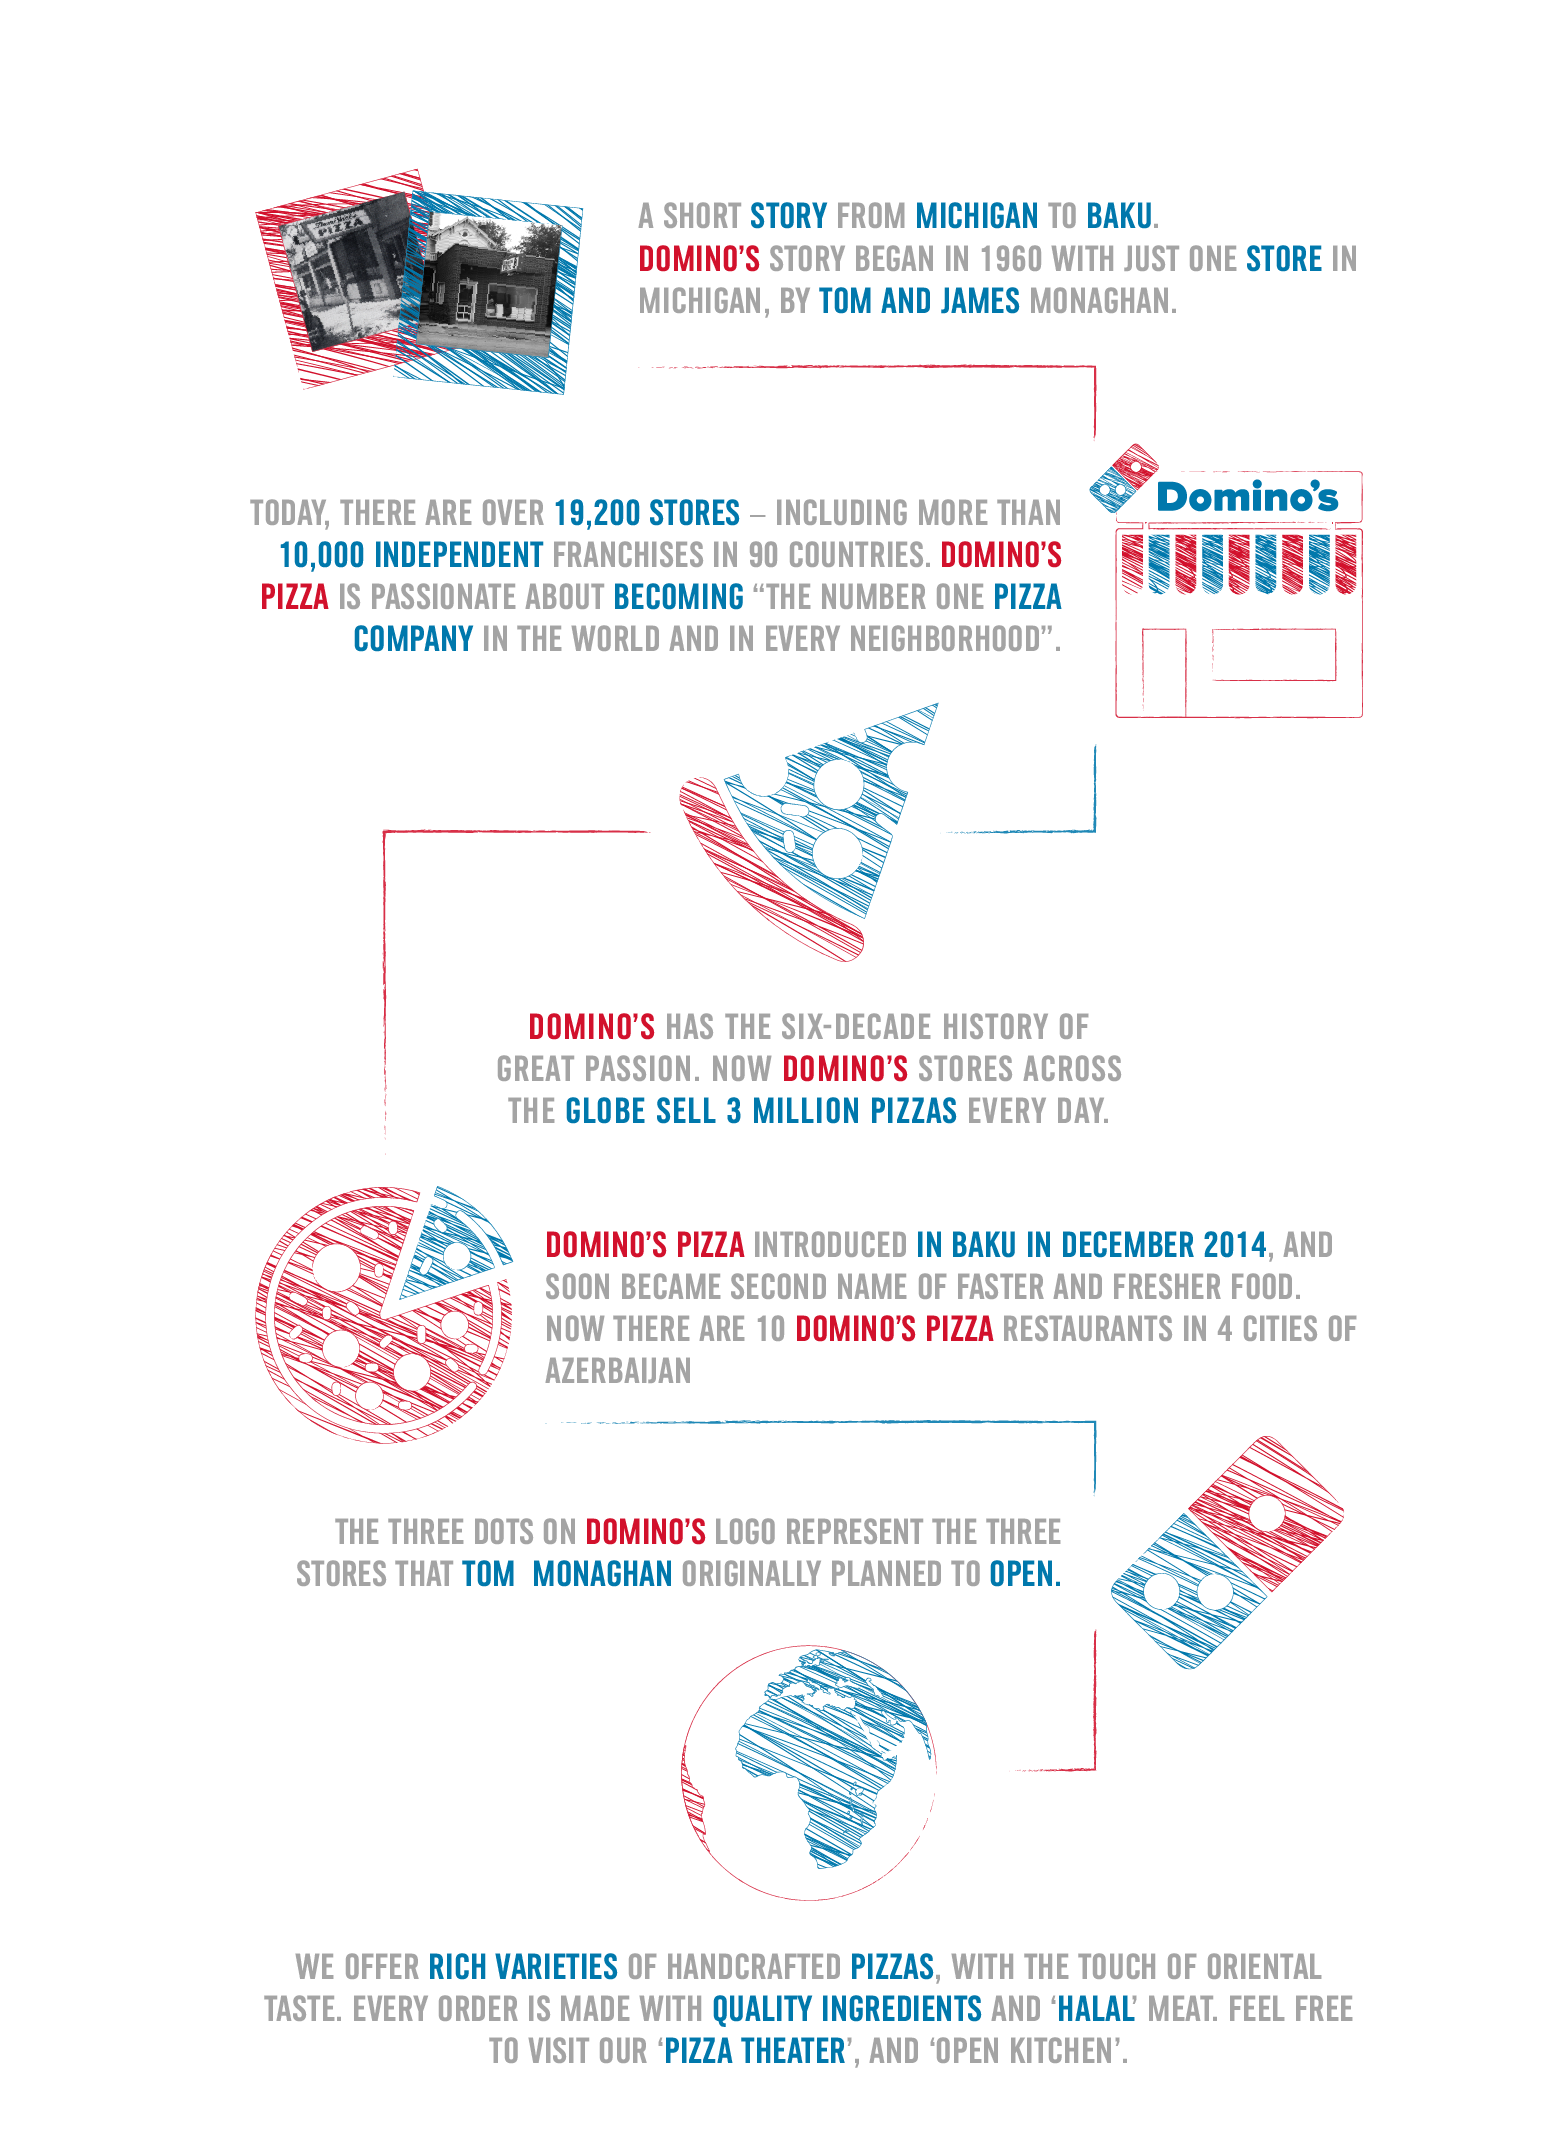 A SHORT STORY FROM MICHIGAN TO BAKU.
DOMINO’S STORY BEGAN IN 1960 WITH JUST ONE STORE IN
MICHIGAN, BY TOM AND JAMES MONAGHAN.
PIZZA
Domino’s
TODAY, THERE ARE OVER 19,200 STORES – INCLUDING MORE THAN
10,000 INDEPENDENT FRANCHISES IN 90 COUNTRIES. DOMINO’S
PIZZA IS PASSIONATE ABOUT BECOMING “THE NUMBER ONE PIZZA
COMPANY IN THE WORLD AND IN EVERY NEIGHBORHOOD”.
DOMINO’S HAS THE SIX-DECADE HISTORY OF
GREAT PASSION. NOW DOMINO’S STORES ACROSS
THE GLOBE SELL 3 MILLION PIZZAS EVERY DAY.
DOMINO’S PIZZA INTRODUCED IN BAKU IN DECEMBER 2014, AND
SOON BECAME SECOND NAME OF FASTER AND FRESHER FOOD.
NOW THERE ARE 10 DOMINO’S PIZZA RESTAURANTS IN 4 CITIES OF
AZERBAIJAN
THE THREE DOTS ON DOMINO’S LOGO REPRESENT THE THREE
STORES THAT TOM  MONAGHAN ORIGINALLY PLANNED TO OPEN.
WE OFFER RICH VARIETIES OF HANDCRAFTED PIZZAS, WITH THE TOUCH OF ORIENTAL
TASTE. EVERY ORDER IS MADE WITH QUALITY INGREDIENTS AND ‘HALAL’ MEAT. FEEL FREE
TO VISIT OUR ‘PIZZA THEATER’, AND ‘OPEN KITCHEN’.